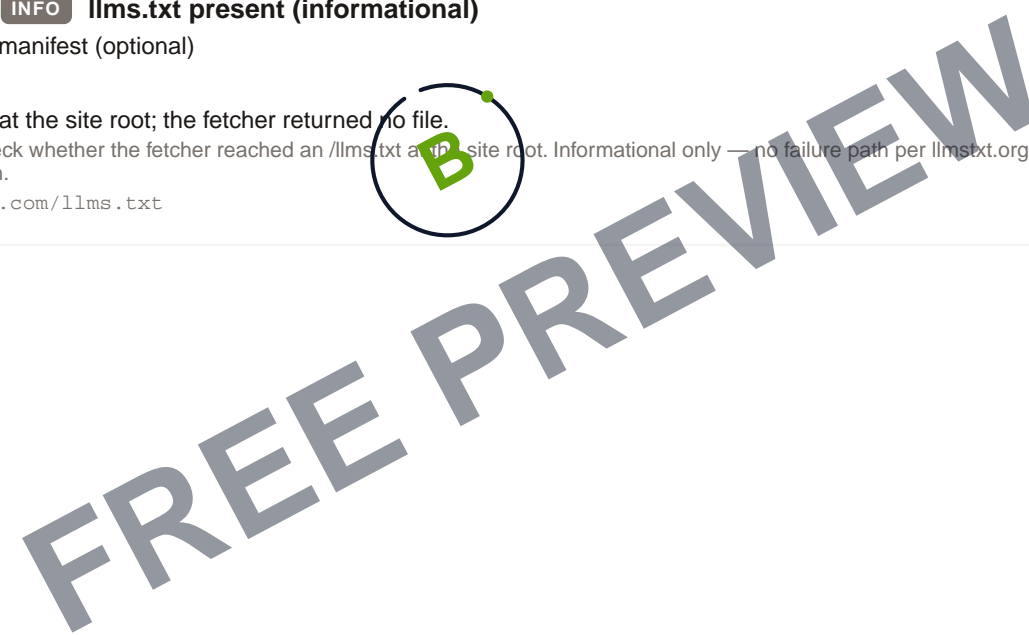 INFO llms.txt present (informational)
manifest (optional)
at the site root; the fetcher returned no file.
eck whether the fetcher reached an /llms.txt at the site root. Informational only — no failure path per llmstxt.org
n.
.com/llms.txt
B
FREE PREVIEW